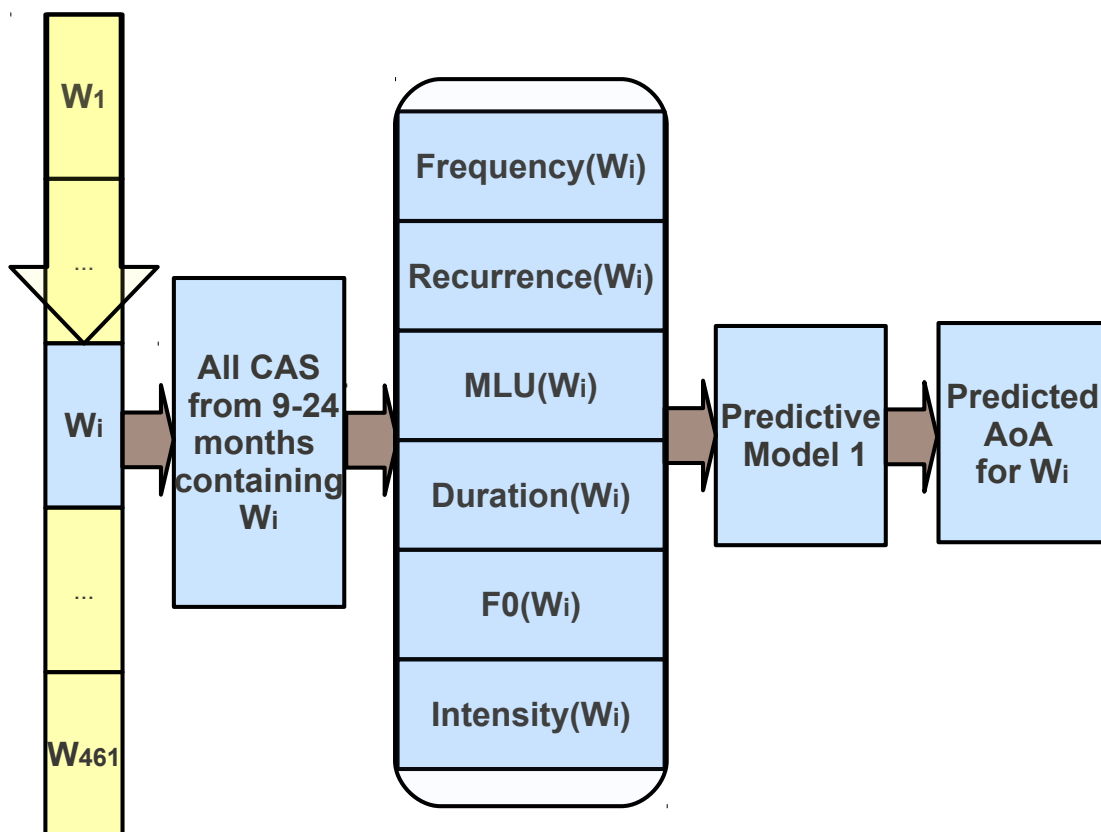 W1
...
Wi
...
W461
All CAS
from 9-24
months
containing
Wi
Frequency(Wi)
Recurrence(Wi)
MLU(Wi)
Duration(Wi)
F0(Wi)
Intensity(Wi)
Predictive
Model 1
Predicted
AoA
for Wi